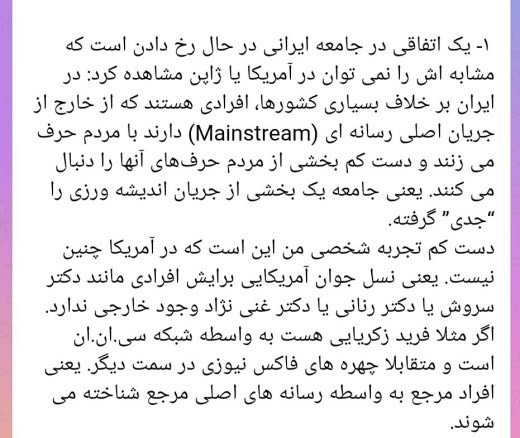 ۱- یک اتفاقی در جامعه ایرانی در حال رخ دادن است که
مشابه اش را نمی توان در آمریکا یا ژاپن مشاهده کرد: در
ایران بر خلاف بسیاری کشورها، افرادی هستند که از خارج از
جریان اصلی رسانه ای (Mainstream) دارند با مردم حرف
می زنند و دست کم بخشی از مردم حرف‌های آنها را دنبال
می کنند. یعنی جامعه یک بخشی از جریان اندیشه ورزی را
“جدی” گرفته.
دست کم تجربه شخصی من این است که در آمریکا چنین
نیست. یعنی نسل جوان آمریکایی برایش افرادی مانند دکتر
سروش یا دکتر رنانی یا دکتر غنی نژاد وجود خارجی ندارد.
اگر مثلا فرید زکریایی هست به واسطه شبکه سی.ان.ان
است و متقابلا چهره های فاکس نیوزی در سمت دیگر. یعنی
افراد مرجع به واسطه رسانه های اصلی مرجع شناخته می
شوند.